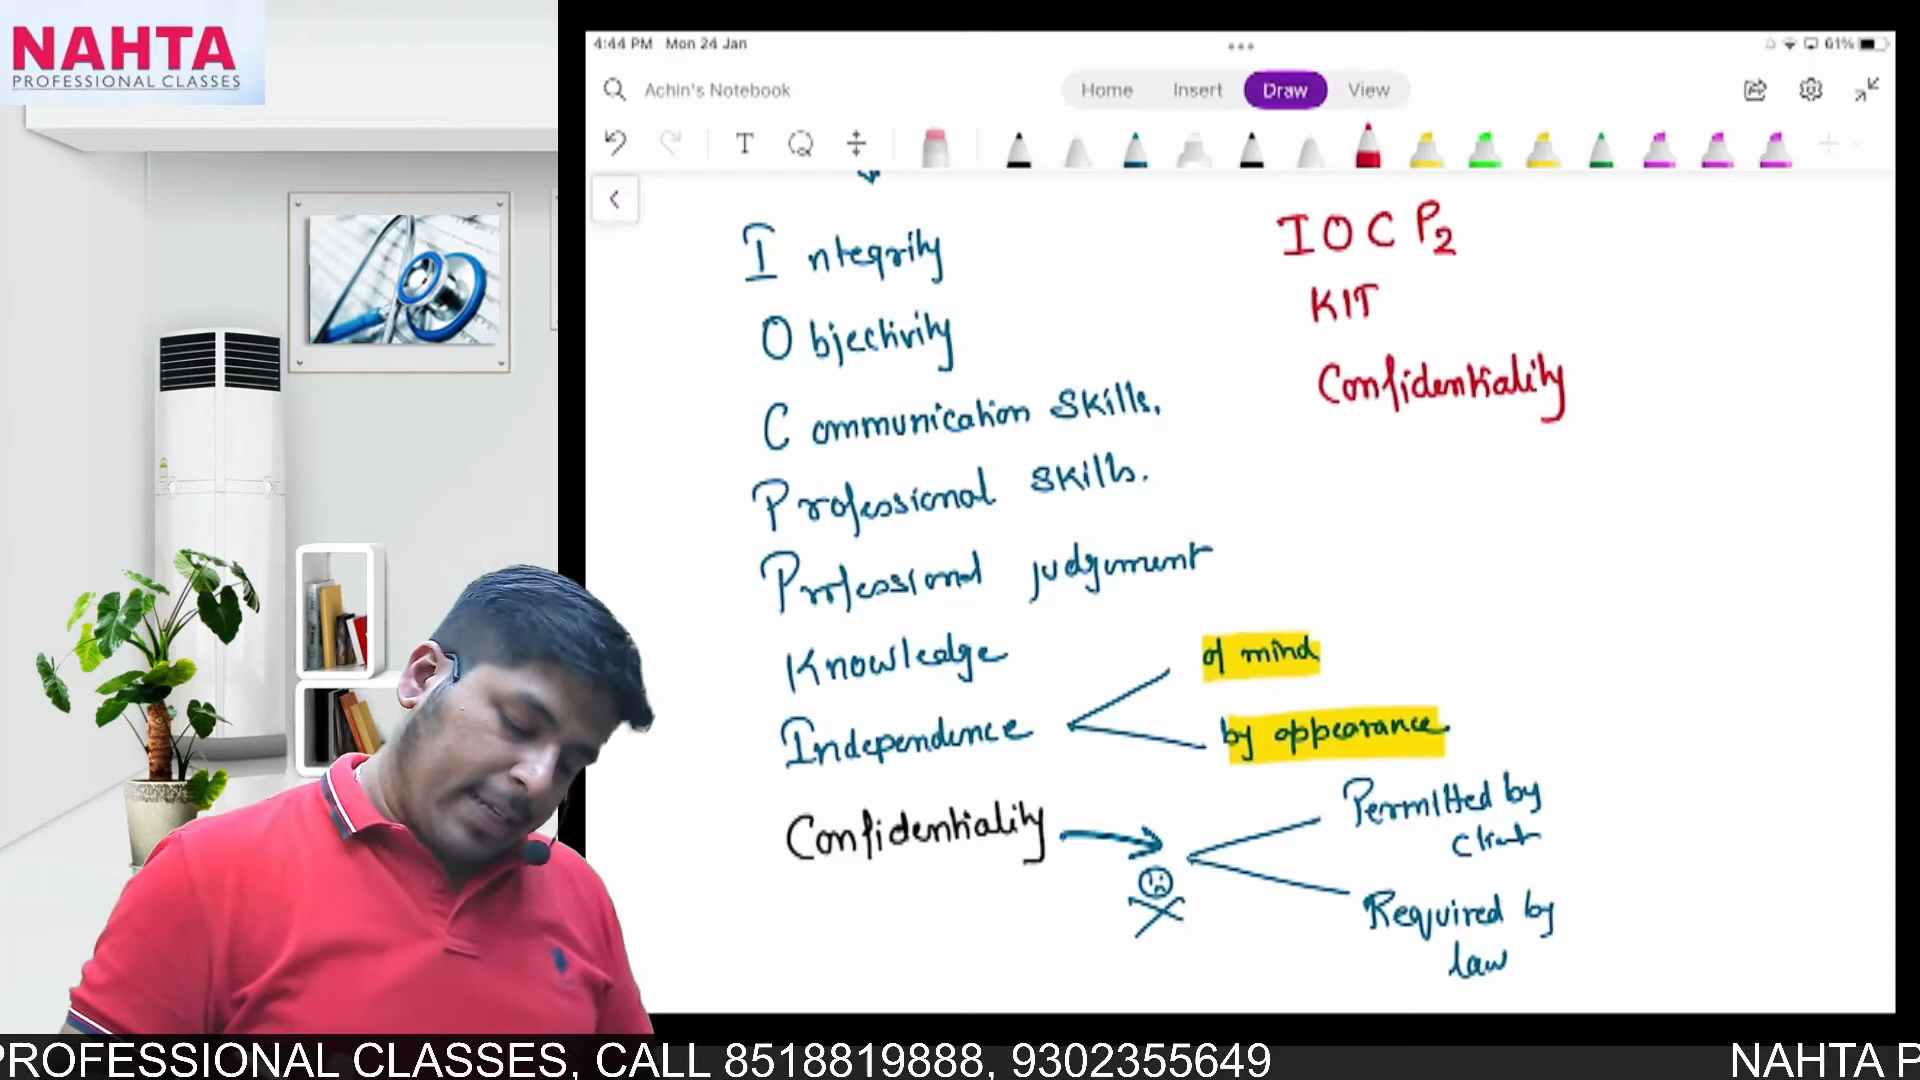 NAHTA
PROFESSIONAL CLASSES
4:44 PM Mon 24 Jan
61%
Achin's Notebook
Home Insert Draw View
T
Integrity
Objectivity
Communication skills.
Professional skills.
Professional judgement
Knowledge
Independence
of mind
by appearance
Confidentiality
Permitted by
client
Required by
law
IOCP2
KIT
Confidentiality
PROFESSIONAL CLASSES, CALL 8518819888, 9302355649
NAHTA P